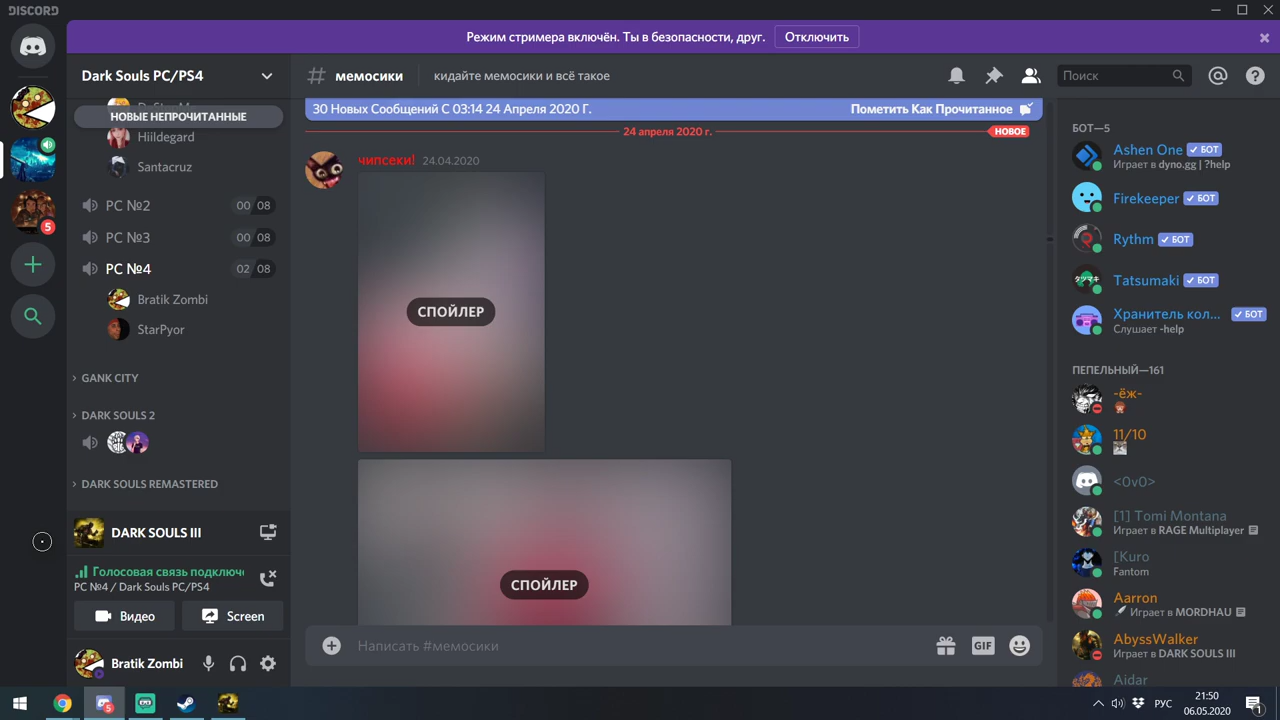 DISCORD
Режим стримера включён. Ты в безопасности, друг.
Отключить
Dark Souls PC/PS4
мемосики
кидайте мемосики и всё такое
Поиск
НОВЫЕ НЕПРОЧИТАННЫЕ
Hiildegard
Santacruz
PC №2 00 08
PC №3 00 08
PC №4 02 08
Bratik Zombi
StarPyor
GANK CITY
DARK SOULS 2
DARK SOULS REMASTERED
5
DARK SOULS III
Голосовая связь подключ
PC №4 / Dark Souls PC/PS4
Видео
Screen
Bratik Zombi
30 Новых Сообщений С 03:14 24 Апреля 2020 Г.
Пометить Как Прочитанное
24 апреля 2020 г.
НОВОЕ
чипсеки! 24.04.2020
СПОЙЛЕР
СПОЙЛЕР
Написать #мемосики
GIF
БОТ—5
Ashen One БОТ
Играет в dyno.gg | ?help
Firekeeper БОТ
Rythm БОТ
Tatsumaki БОТ
Хранитель кол... БОТ
Слушает -help
ПЕПЕЛЬНЫЙ—161
-ёж-
11/10
<0v0>
[1] Tomi Montana
Играет в RAGE Multiplayer
[Kuro
Fantom
Aarron
Играет в MORDHAU
AbyssWalker
Играет в DARK SOULS III
Aidar
5
РУС
21:50
06.05.2020
1